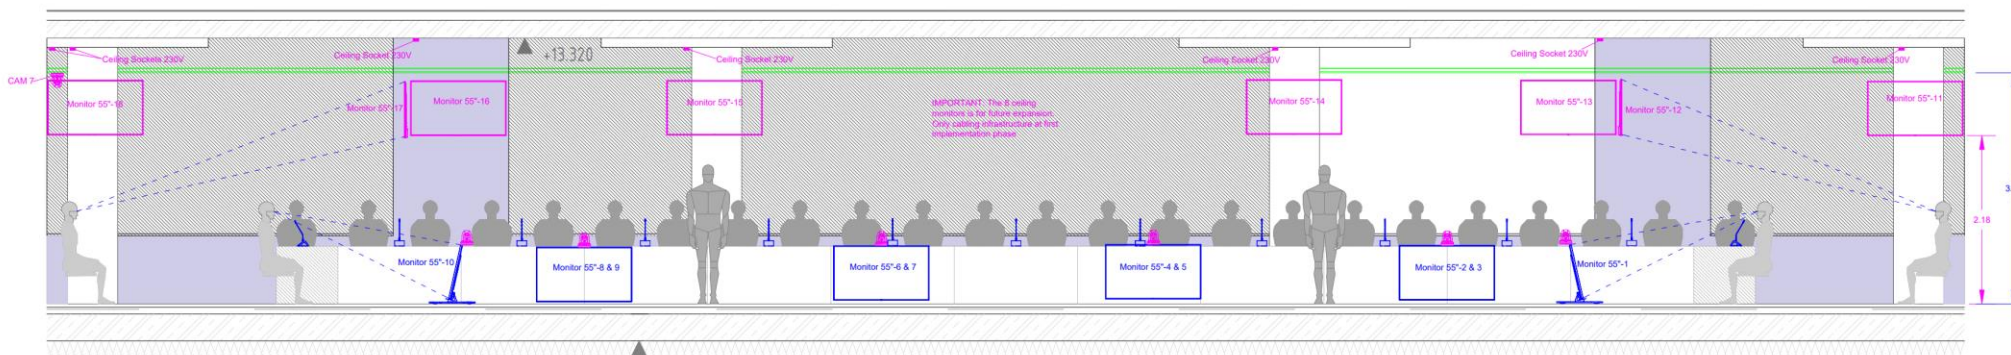 +13.320
Ceiling Sockets 230V
Ceiling Socket 230V
Ceiling Socket 230V
Ceiling Socket 230V
Ceiling Socket 230V
Ceiling Socket 230V
CAM 7
Monitor 55"-18
Monitor 55"-17
Monitor 55"-16
Monitor 55"-15
IMPORTANT: The 8 ceiling
monitors is for future expansion.
Only cabling infrastructure at first
implementation phase
Monitor 55"-14
Monitor 55"-13
Monitor 55"-12
Monitor 55"-11
2.18
Monitor 55"-10
Monitor 55"-8 & 9
Monitor 55"-6 & 7
Monitor 55"-4 & 5
Monitor 55"-2 & 3
Monitor 55"-1